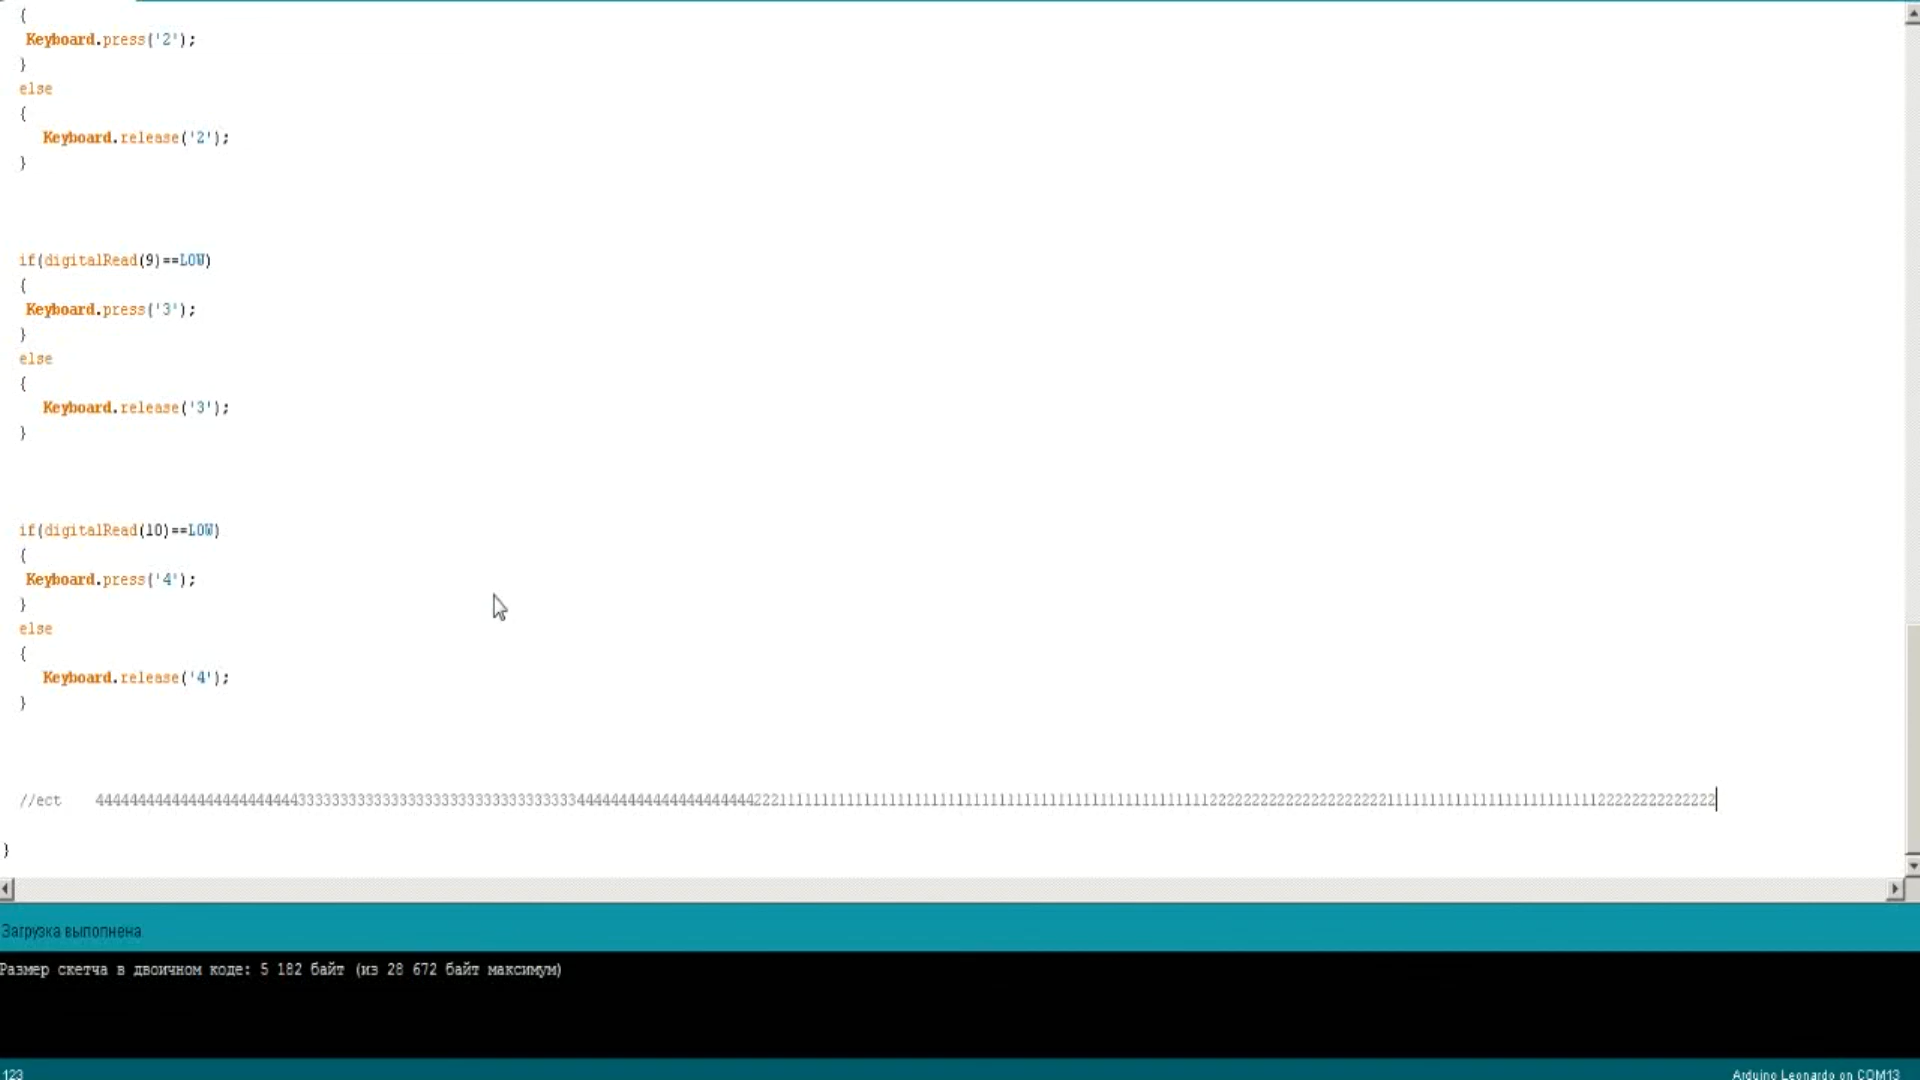 {
Keyboard.press('2');
}
else
{
Keyboard.release('2');
}
if(digitalRead(9)==LOW)
{
Keyboard.press('3');
}
else
{
Keyboard.release('3');
}
if(digitalRead(10)==LOW)
{
Keyboard.press('4');
}
else
{
Keyboard.release('4');
}
//ect    444444444444444444444444333333333333333333333333333333333444444444444444444444222111111111111111111111111111111111111111111111111111222222222222222222222111111111111111111111111122222222222222
}
Загрузка выполнена
Размер скетча в двоичном коде: 5 182 байт (из 28 672 байт максимум)
123
Arduino Leonardo on COM13